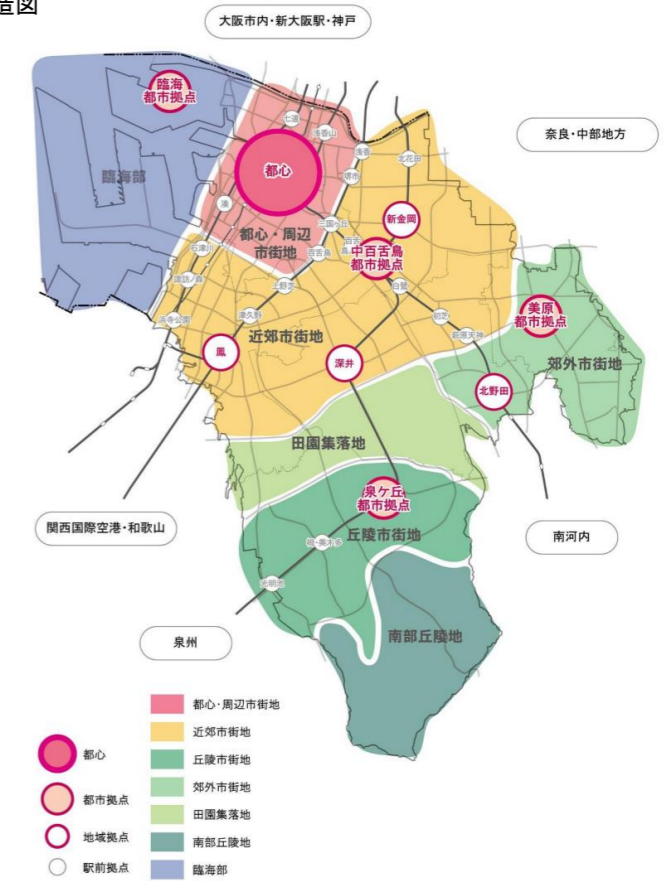 造図
大阪市内・新大阪駅・神戸
臨海
都市拠点
七道
浅香山
奈良・中部地方
浅香
北花田
都心
堺市
臨海部
湊
新金岡
三国ヶ丘
都心・周辺
市街地
百舌鳥
中百舌鳥
都市拠点
石津川
諏訪ノ森
上野芝
白鷺
美原
都市拠点
浜寺公園
津久野
初芝
近郊市街地
萩原天神
鳳
深井
郊外市街地
北野田
田園集落地
泉ケ丘
都市拠点
関西国際空港・和歌山
丘陵市街地
南河内
栂・美木多
光明池
南部丘陵地
泉州
都心
都市拠点
地域拠点
駅前拠点
都心・周辺市街地
近郊市街地
丘陵市街地
郊外市街地
田園集落地
南部丘陵地
臨海部